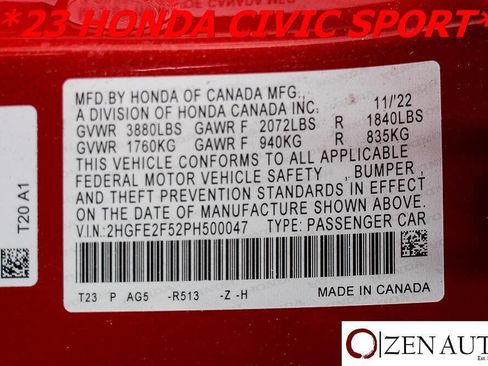 *'23 HONDA CIVIC SPORT*
MFD.BY HONDA OF CANADA MFG.,
A DIVISION OF HONDA CANADA INC. 11/'22
GVWR 3880LBS GAWR F 2072LBS R 1840LBS
GVWR 1760KG GAWR F 940KG R 835KG
THIS VEHICLE CONFORMS TO ALL APPLICABLE
FEDERAL MOTOR VEHICLE SAFETY , BUMPER ,
AND THEFT PREVENTION STANDARDS IN EFFECT
ON THE DATE OF MANUFACTURE SHOWN ABOVE.
V.I.N.:2HGFE2F52PH500047 TYPE: PASSENGER CAR
T23 P AG5 -R513 -Z -H MADE IN CANADA
T20 A1
ZEN AUT